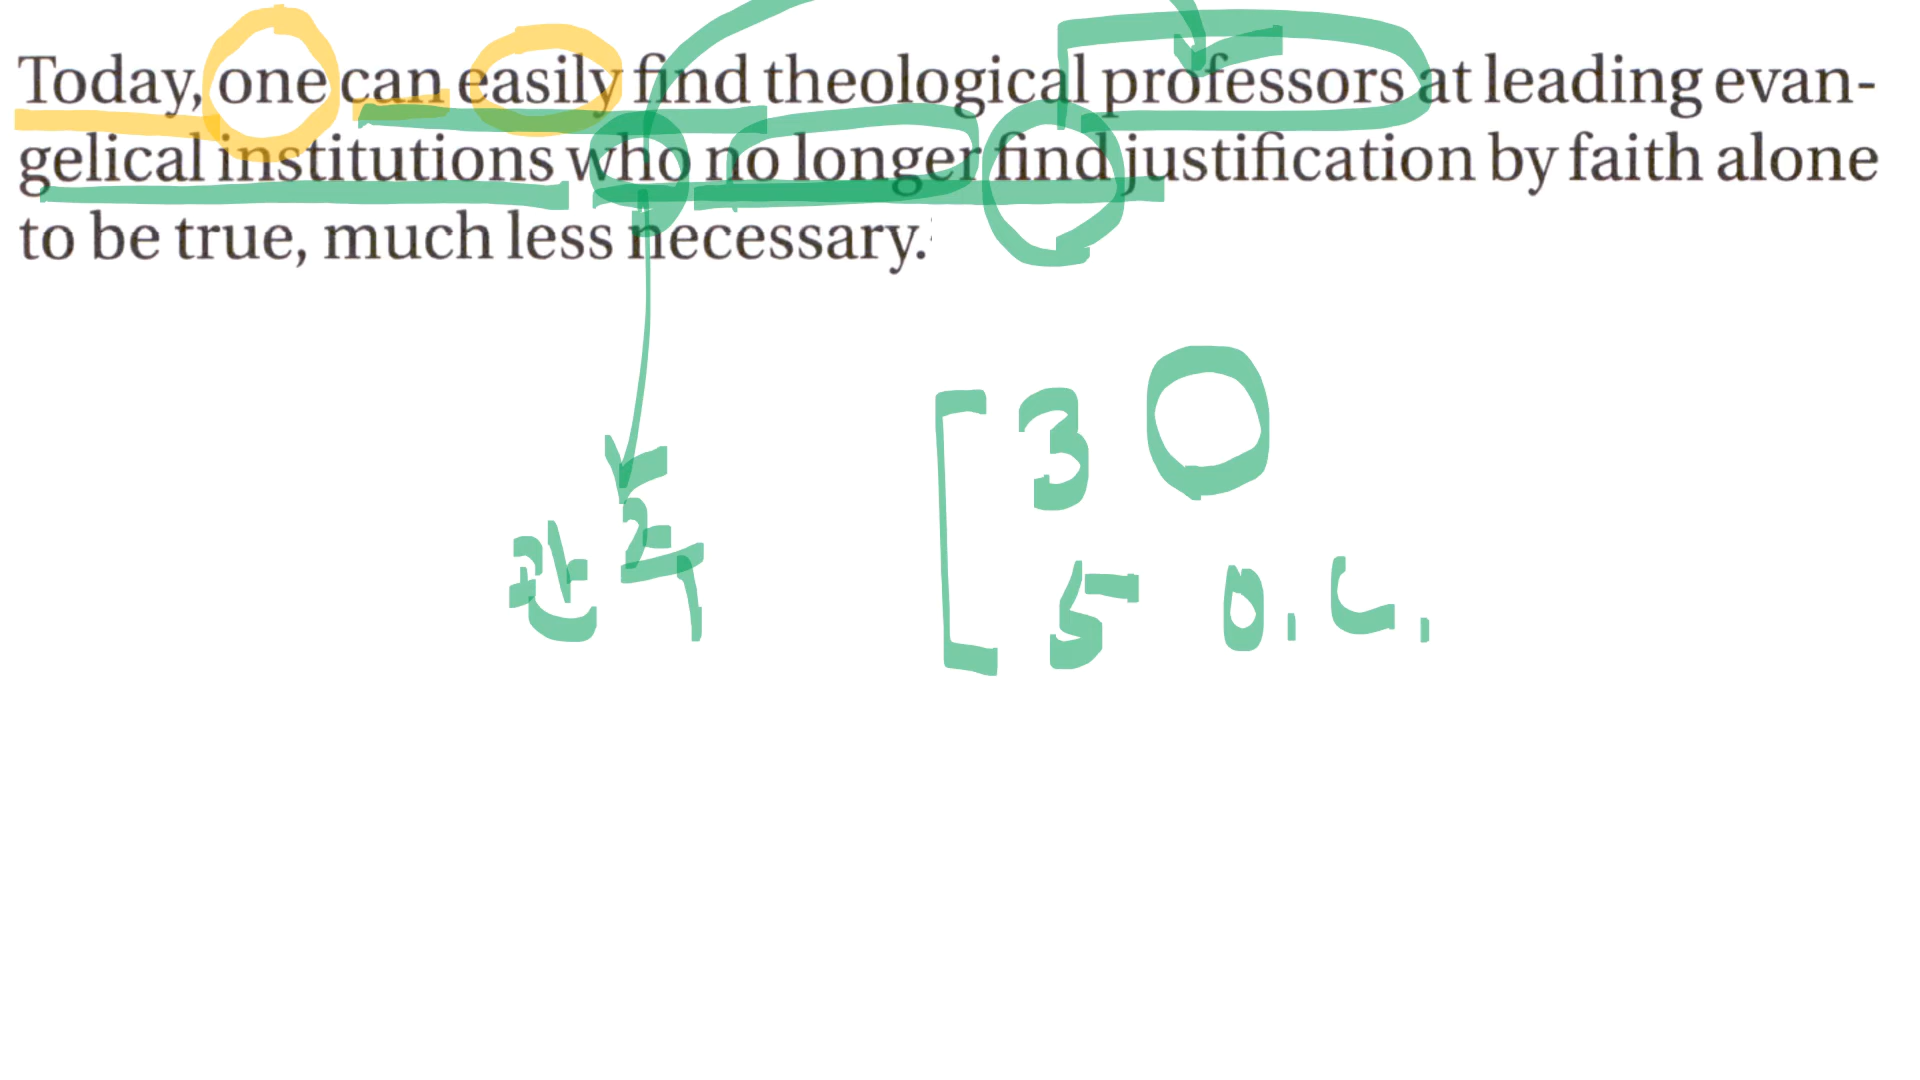 Today, one can easily find theological professors at leading evan-
gelical institutions who no longer find justification by faith alone
to be true, much less necessary.
3 O
관주
5 O.C.